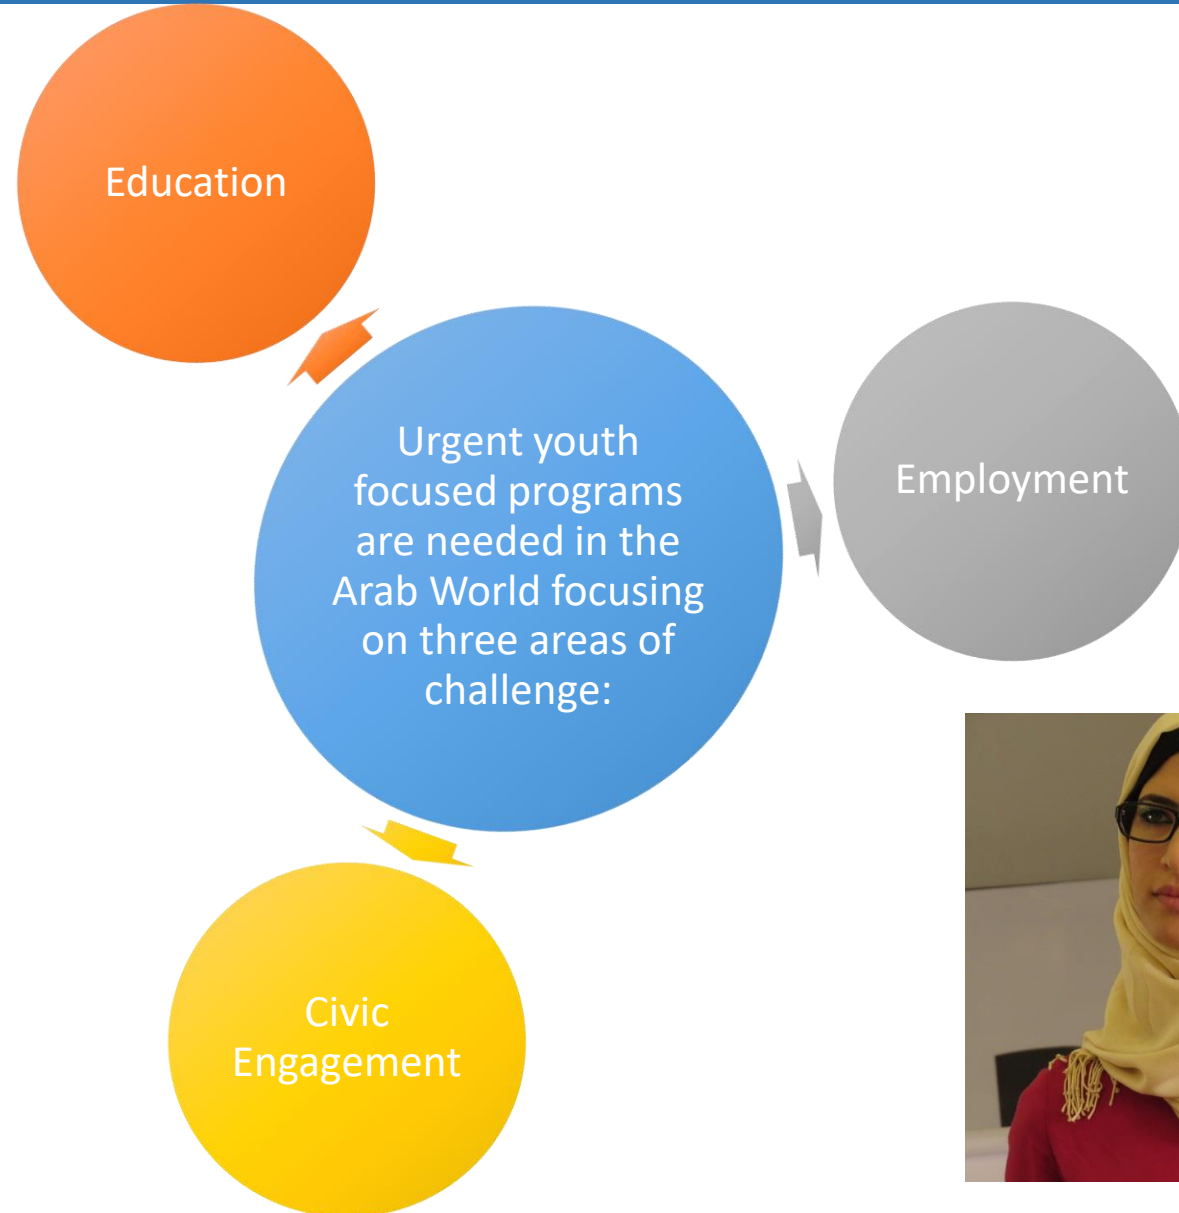 Education
Urgent youth
focused programs
are needed in the
Arab World focusing
on three areas of
challenge:
Employment
Civic
Engagement